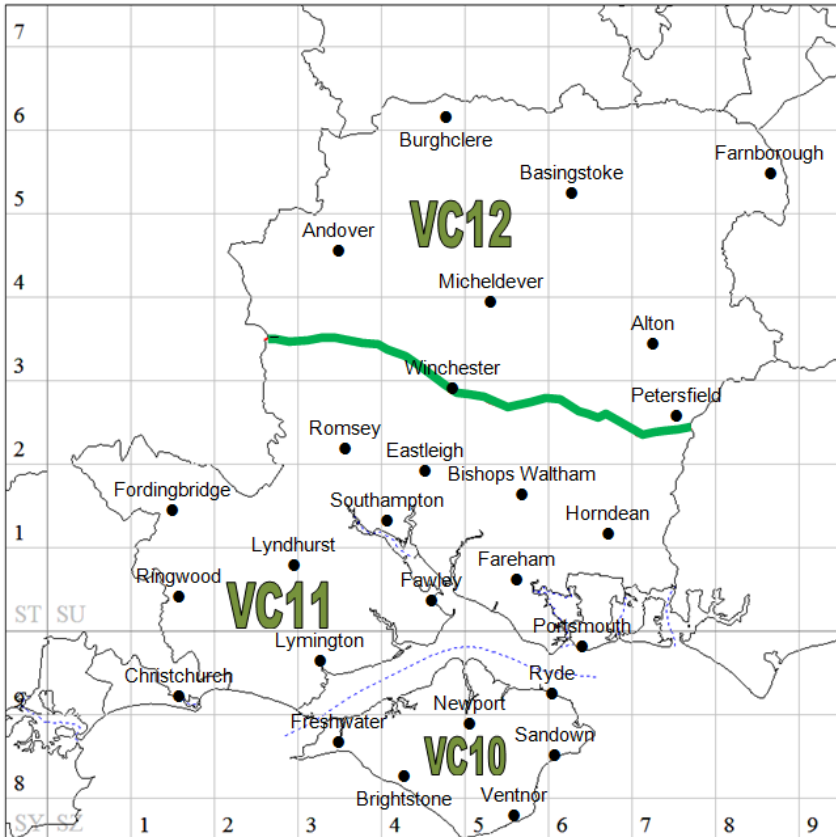 7
6
Burghclere
Farnborough
Basingstoke
5
VC12
Andover
Micheldever
4
Alton
Winchester
3
Petersfield
Romsey
Eastleigh
2
Bishops Waltham
Fordingbridge
Southampton
Horndean
1
Lyndhurst
Fareham
Ringwood
Fawley
VC11
ST SU
Portsmouth
Lymington
Christchurch
Ryde
9
Newport
Freshwater
Sandown
VC10
8
Brightstone
Ventnor
SY SZ
1 2 3 4 5 6 7 8 9